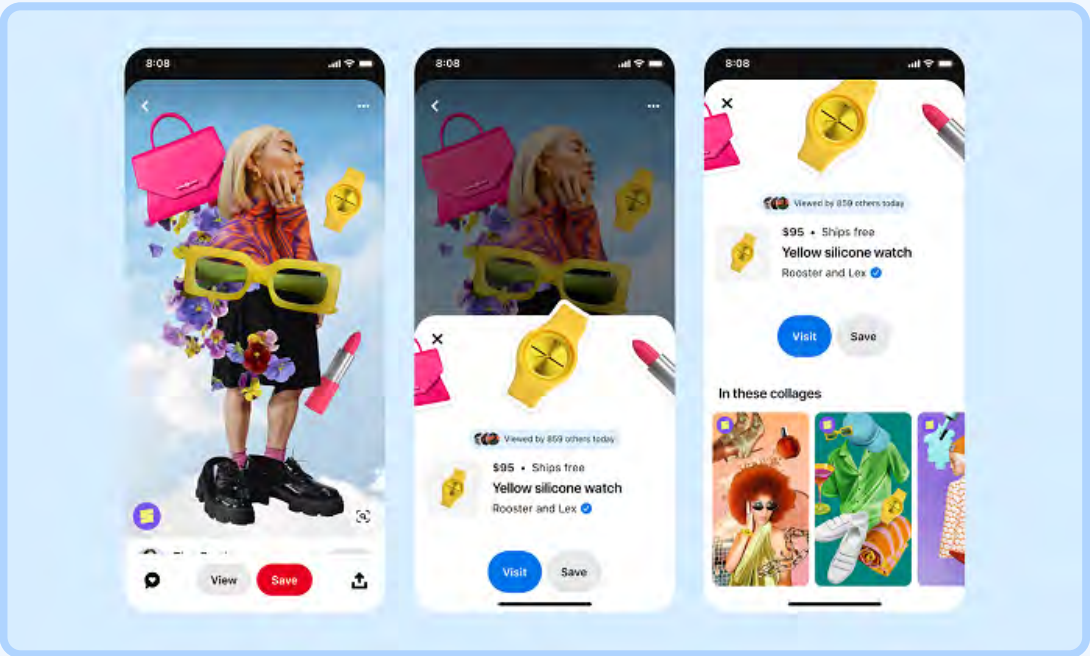 8:08
View
Save
8:08
Viewed by 859 others today
$95 • Ships free
Yellow silicone watch
Rooster and Lex
Visit
Save
8:08
Viewed by 859 others today
$95 • Ships free
Yellow silicone watch
Rooster and Lex
Visit
Save
In these collages